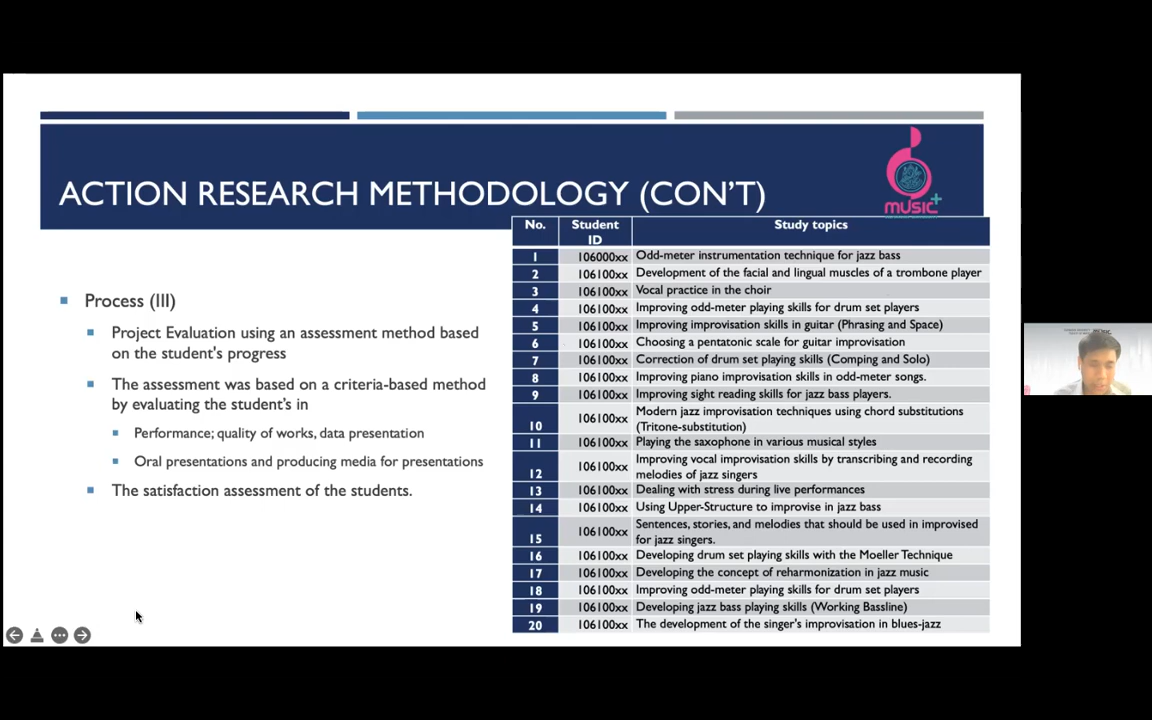 ACTION RESEARCH METHODOLOGY (CON'T)
MUSIC+
Process (III)
Project Evaluation using an assessment method based
on the student's progress
The assessment was based on a criteria-based method
by evaluating the student's in
Performance; quality of works, data presentation
Oral presentations and producing media for presentations
The satisfaction assessment of the students.
No. Student Study topics
ID
1 106000xx Odd-meter instrumentation technique for jazz bass
2 106100xx Development of the facial and lingual muscles of a trombone player
3 106100xx Vocal practice in the choir
4 106100xx Improving odd-meter playing skills for drum set players
5 106100xx Improving improvisation skills in guitar (Phrasing and Space)
6 106100xx Choosing a pentatonic scale for guitar improvisation
7 106100xx Correction of drum set playing skills (Comping and Solo)
8 106100xx Improving piano improvisation skills in odd-meter songs.
9 106100xx Improving sight reading skills for jazz bass players.
10 106100xx Modern jazz improvisation techniques using chord substitutions
(Tritone-substitution)
11 106100xx Playing the saxophone in various musical styles
12 106100xx Improving vocal improvisation skills by transcribing and recording
melodies of jazz singers
13 106100xx Dealing with stress during live performances
14 106100xx Using Upper-Structure to improvise in jazz bass
15 106100xx Sentences, stories, and melodies that should be used in improvised
for jazz singers.
16 106100xx Developing drum set playing skills with the Moeller Technique
17 106100xx Developing the concept of reharmonization in jazz music
18 106100xx Improving odd-meter playing skills for drum set players
19 106100xx Developing jazz bass playing skills (Working Bassline)
20 106100xx The development of the singer's improvisation in blues-jazz